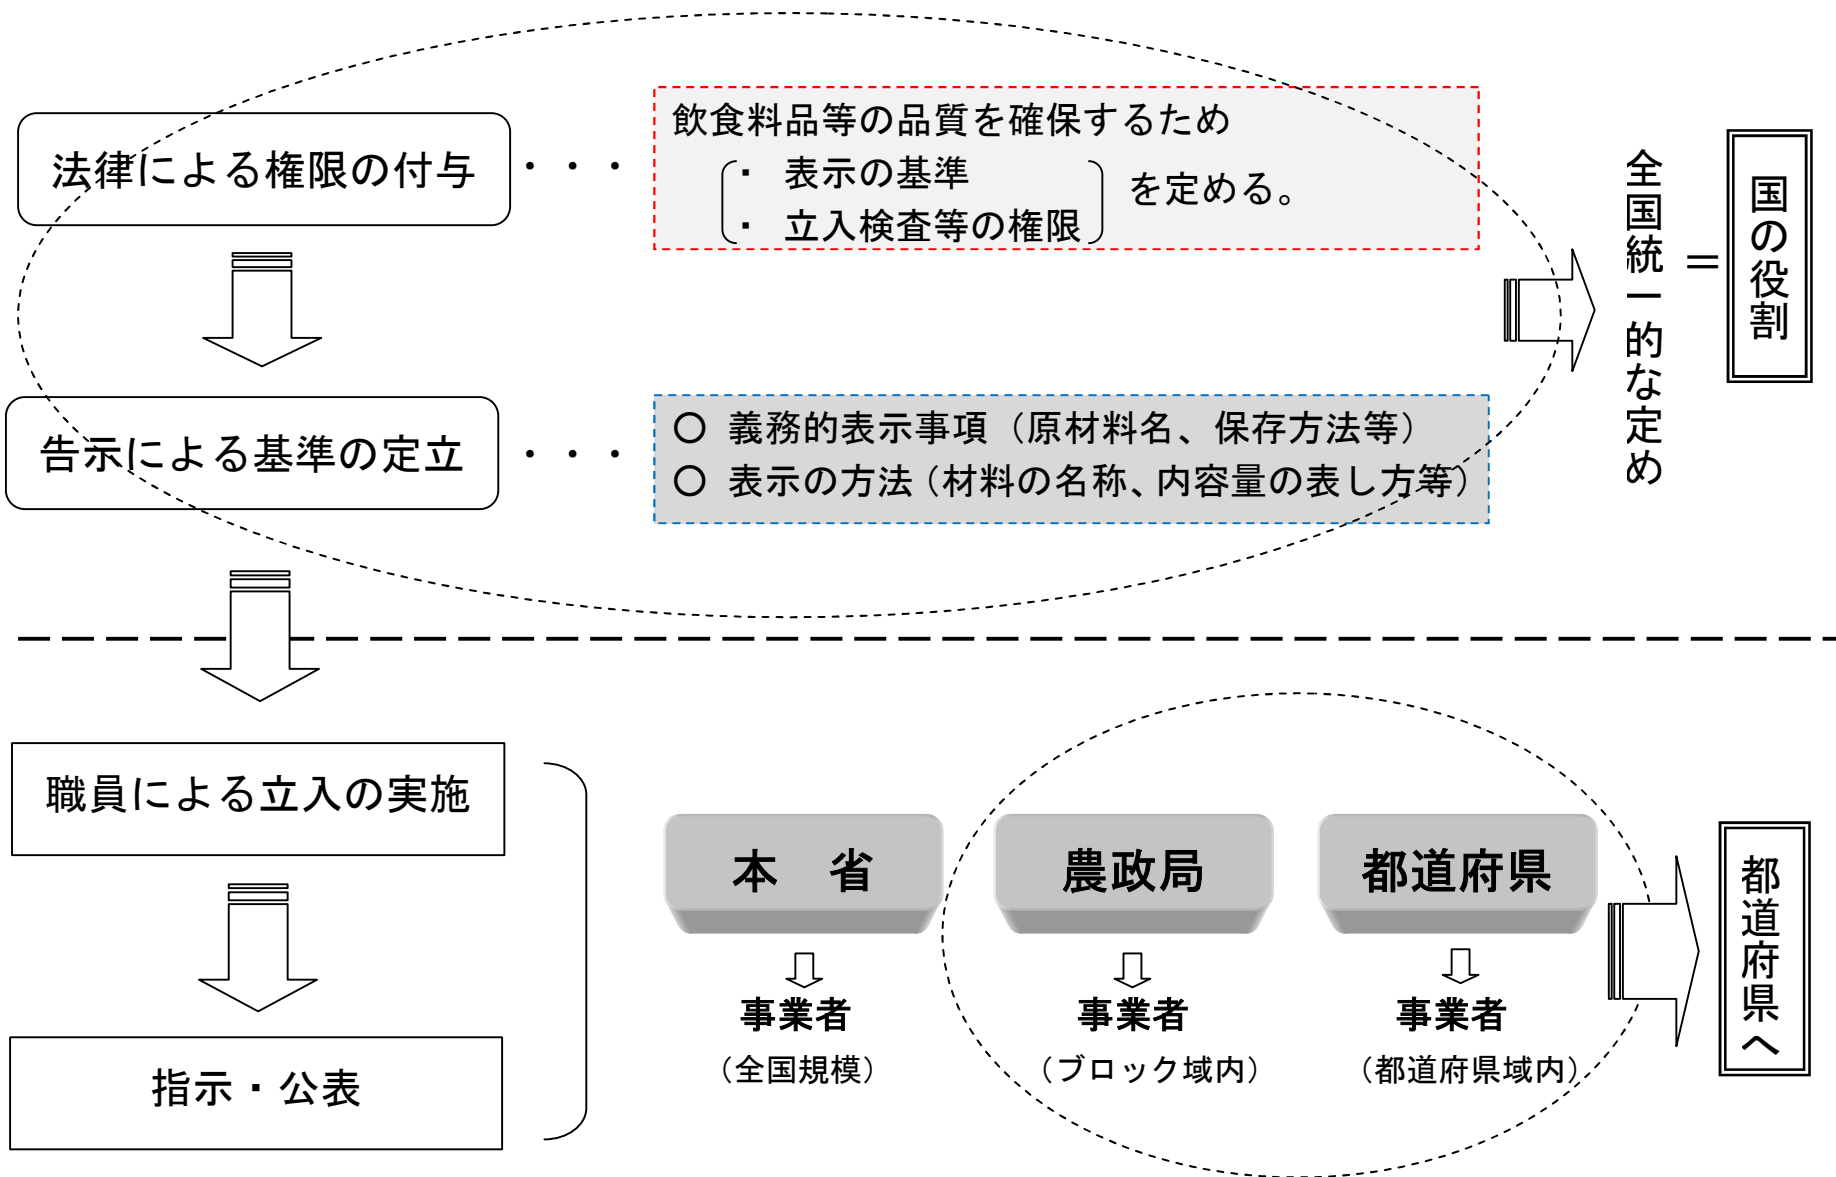 法律による権限の付与
・・・
飲食料品等の品質を確保するため
・ 表示の基準
・ 立入検査等の権限
を定める。
全国統一的な定め
＝
国の役割
告示による基準の定立
・・・
○ 義務的表示事項（原材料名、保存方法等）
○ 表示の方法（材料の名称、内容量の表し方等）
職員による立入の実施
指示・公表
本　省
農政局
都道府県
事業者
（全国規模）
事業者
（ブロック域内）
事業者
（都道府県域内）
都道府県へ